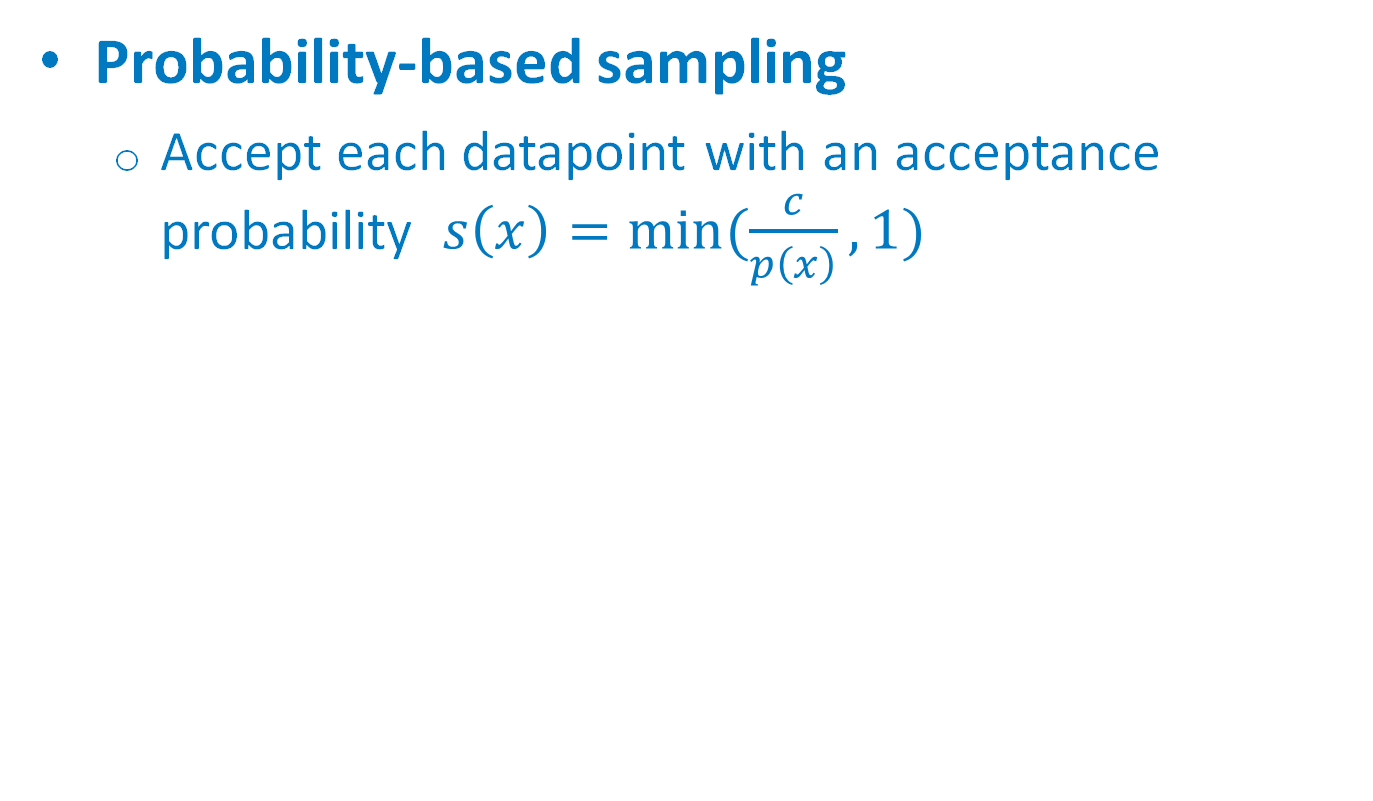 • Probability-based sampling
○ Accept each datapoint with an acceptance
probability s(x) = min(c/p(x), 1)